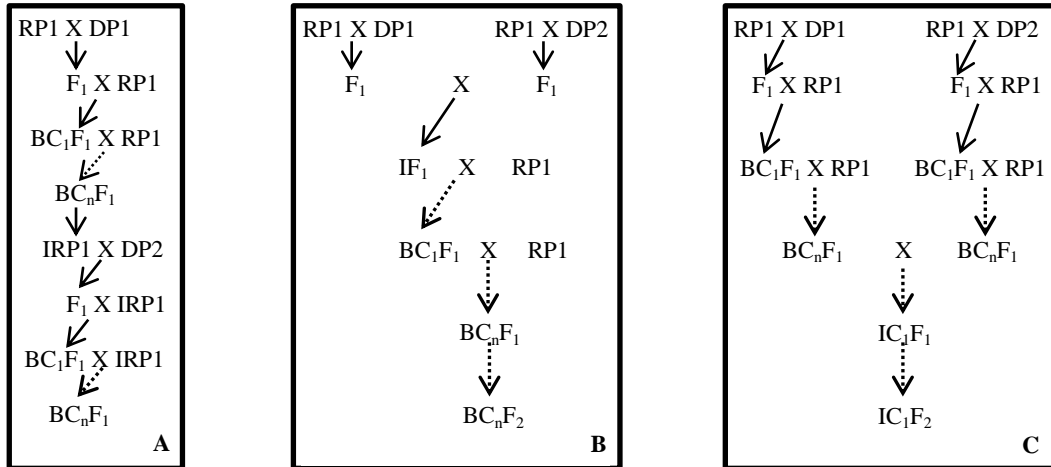 RP1 X DP1
F₁ X RP1
BC₁F₁ X RP1
BCₙF₁
IRP1 X DP2
F₁ X IRP1
BC₁F₁ X IRP1
BCₙF₁
A
RP1 X DP1 RP1 X DP2
F₁ X F₁
IF₁ X RP1
BC₁F₁ X RP1
BCₙF₁
BCₙF₂
B
RP1 X DP1 RP1 X DP2
F₁ X RP1 F₁ X RP1
BC₁F₁ X RP1 BC₁F₁ X RP1
BCₙF₁ X BCₙF₁
IC₁F₁
IC₁F₂
C